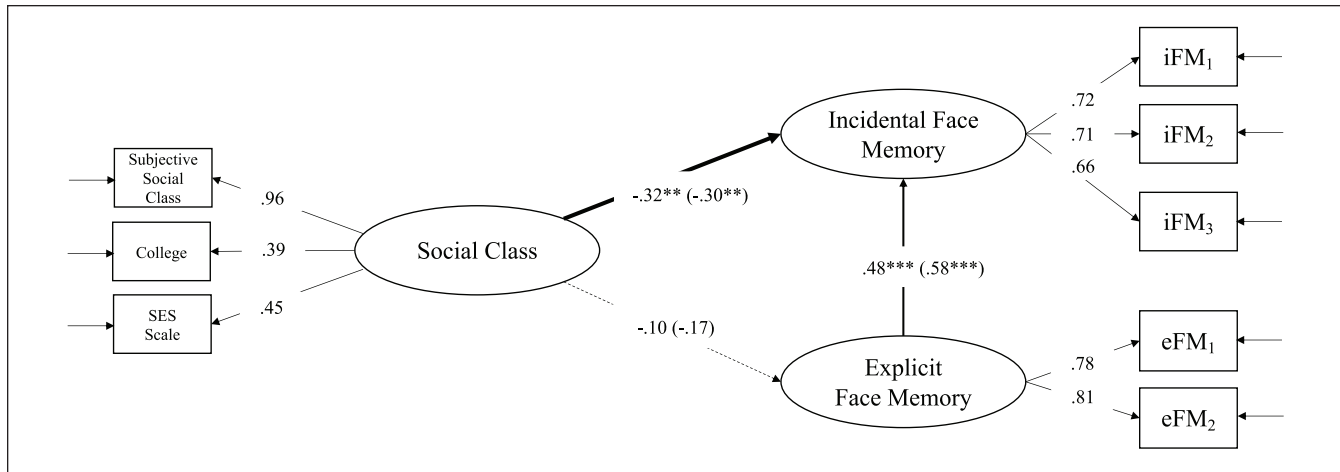 Subjective
Social
Class
College
SES
Scale
.96
.39
.45
Social Class
-.32** (-.30**)
-.10 (-.17)
Incidental Face
Memory
.48*** (.58***)
Explicit
Face Memory
.72
.71
.66
iFM₁
iFM₂
iFM₃
.78
.81
eFM₁
eFM₂